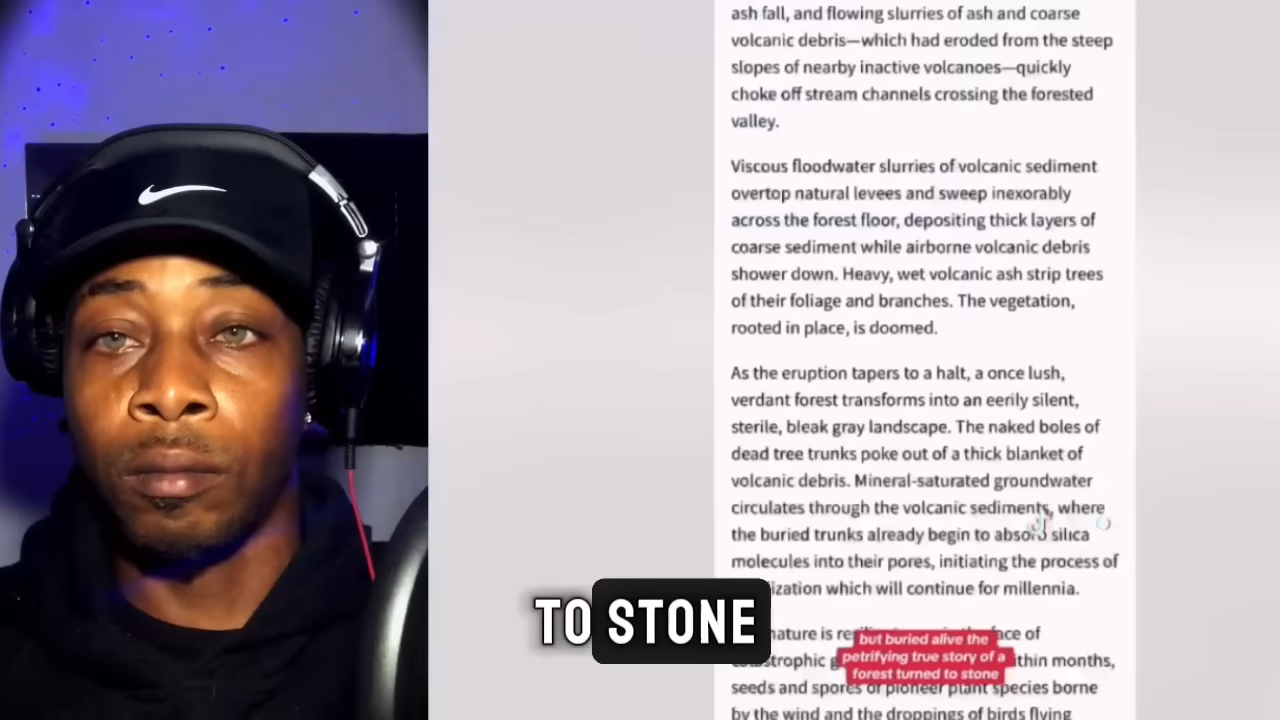 ash fall, and flowing slurries of ash and coarse
volcanic debris—which had eroded from the steep
slopes of nearby inactive volcanoes—quickly
choke off stream channels crossing the forested
valley.
Viscous floodwater slurries of volcanic sediment
overtop natural levees and sweep inexorably
across the forest floor, depositing thick layers of
coarse sediment while airborne volcanic debris
shower down. Heavy, wet volcanic ash strip trees
of their foliage and branches. The vegetation,
rooted in place, is doomed.
As the eruption tapers to a halt, a once lush,
verdant forest transforms into an eerily silent,
sterile, bleak gray landscape. The naked boles of
dead tree trunks poke out of a thick blanket of
volcanic debris. Mineral-saturated groundwater
circulates through the volcanic sediments, where
the buried trunks already begin to absorb silica
molecules into their pores, initiating the process of
ization which will continue for millennia.
TO STONE
nature is face of
but buried alive the
petrifying true story of a
forest turned to stone
within months,
seeds and spores of pioneer plant species borne
by the wind and the droppings of birds flying